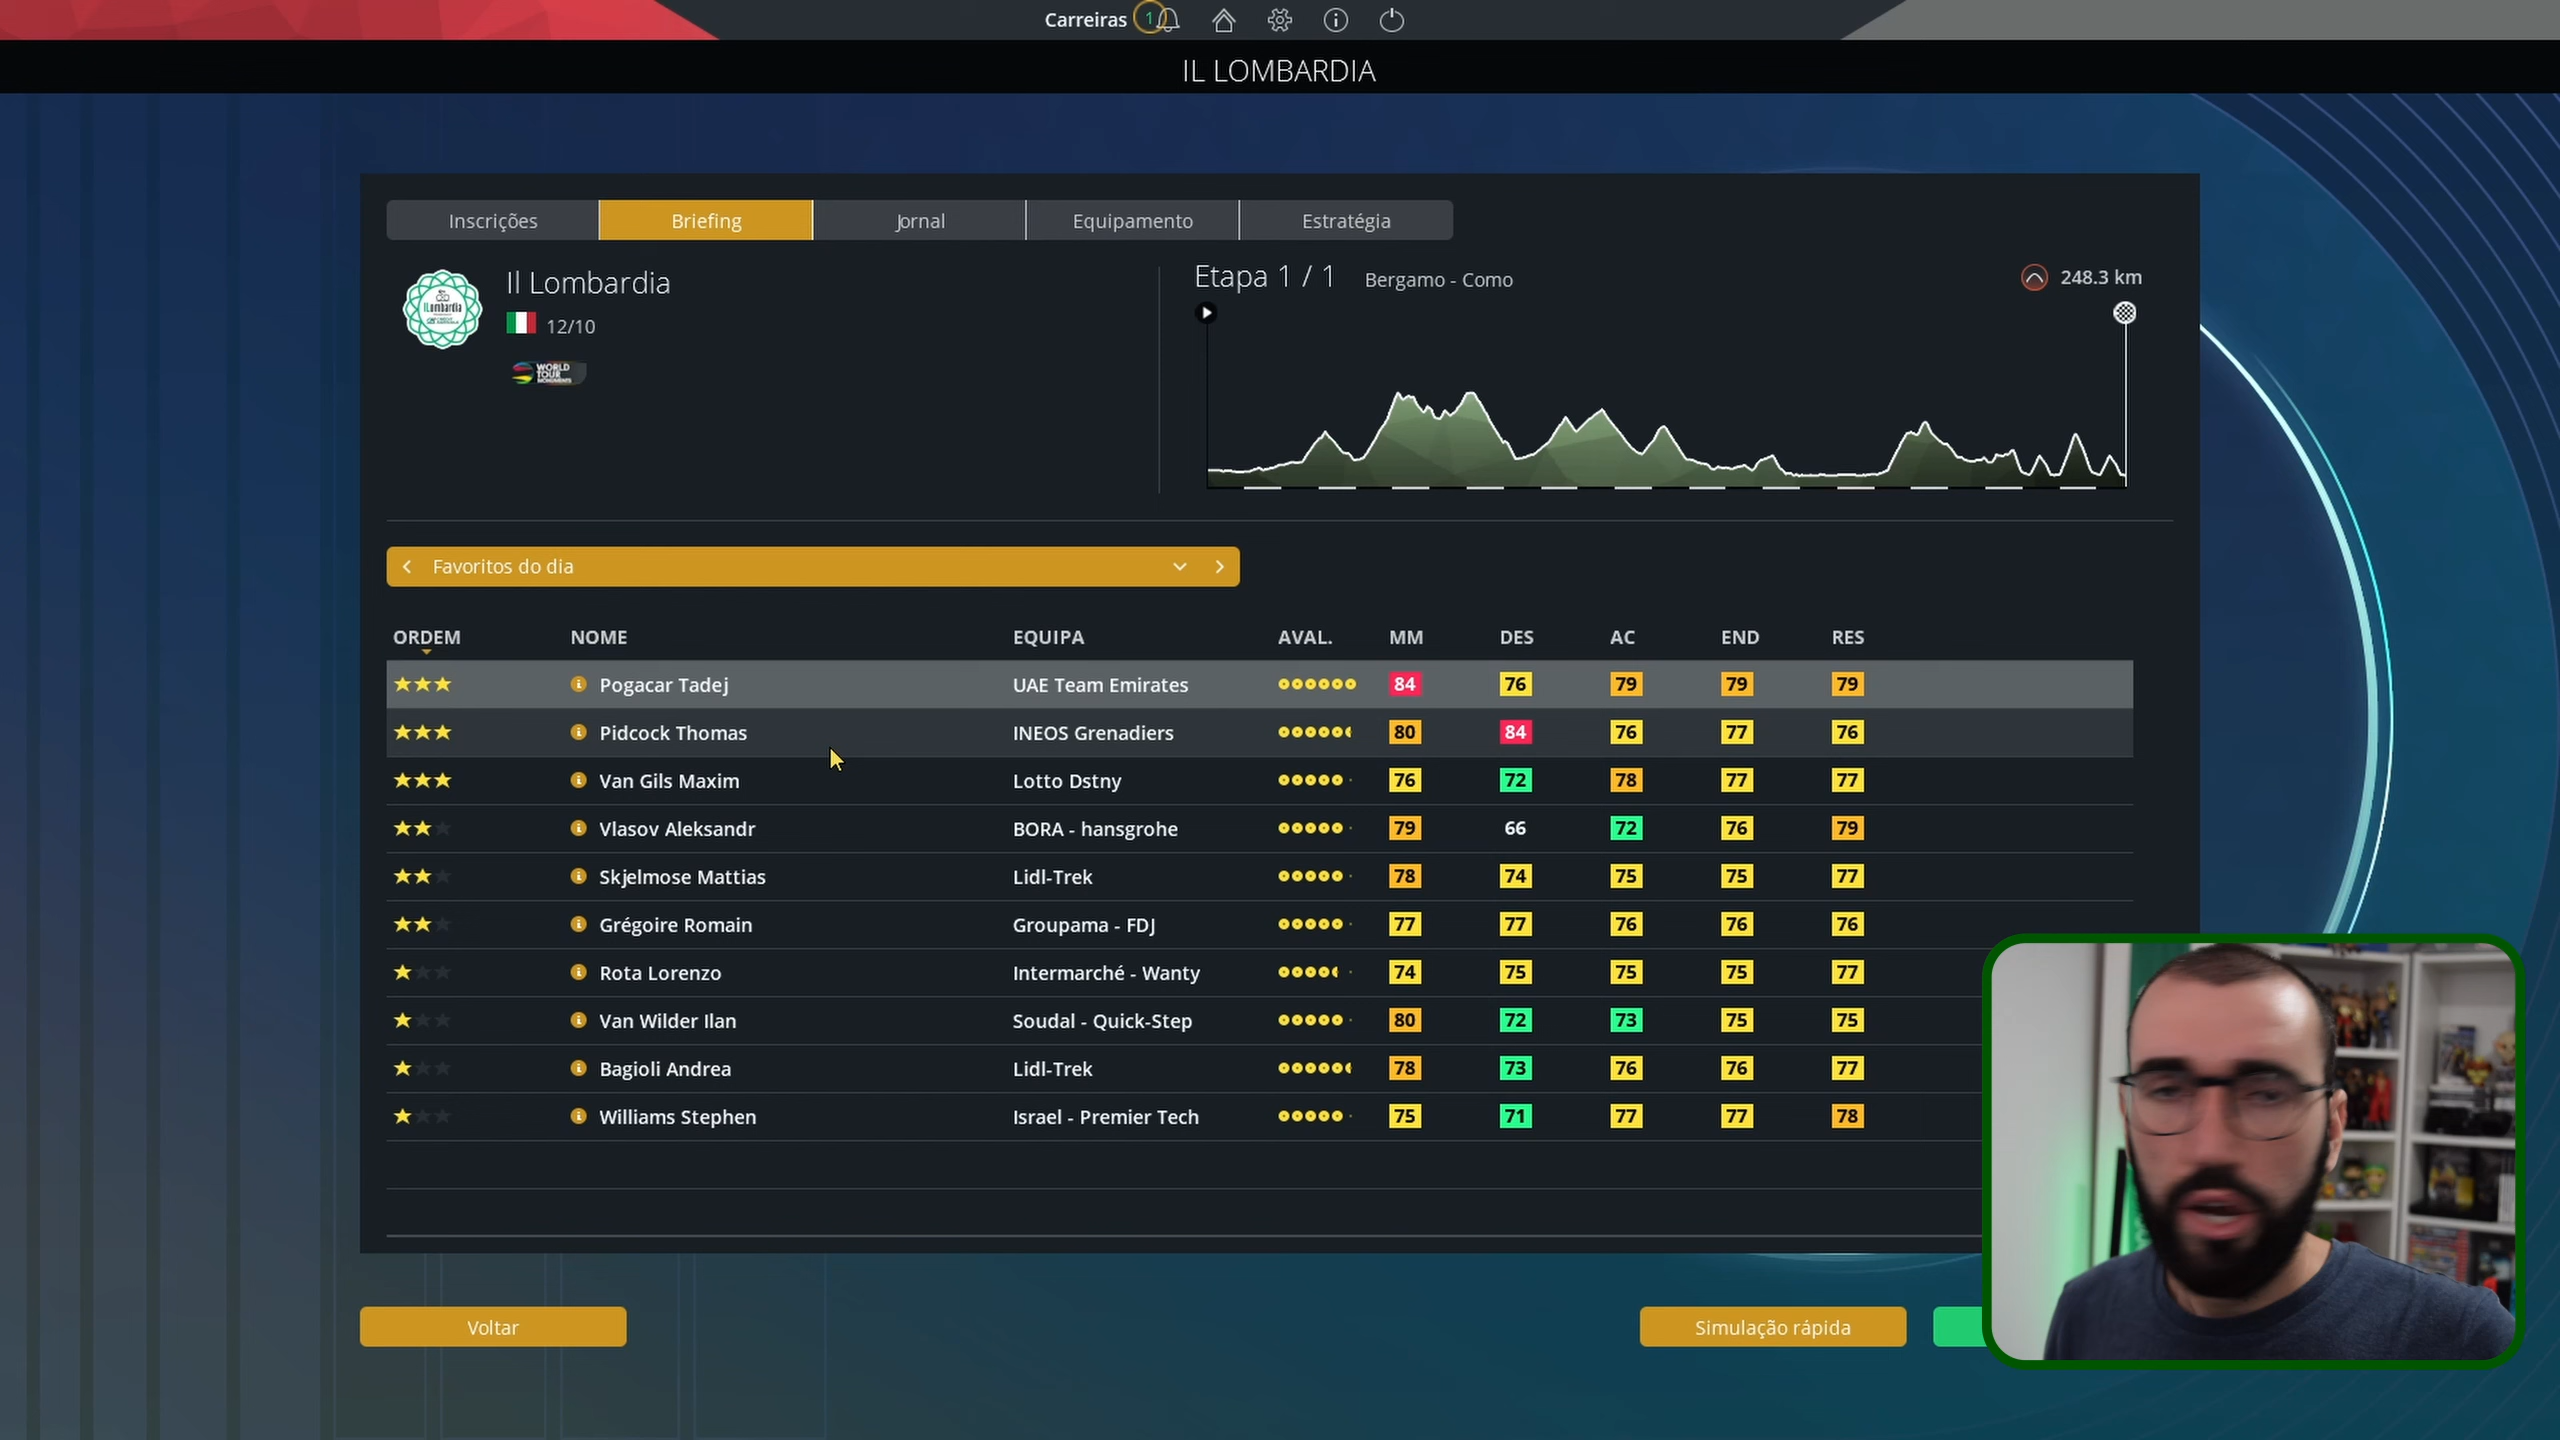 Carreiras 1
IL LOMBARDIA
Inscrições Briefing Jornal Equipamento Estratégia
Il Lombardia
12/10
WORLD
TOUR
Etapa 1 / 1 Bergamo - Como 248.3 km
Favoritos do dia
ORDEM NOME EQUIPA AVAL. MM DES AC END RES
Pogacar Tadej UAE Team Emirates 84 76 79 79 79
Pidcock Thomas INEOS Grenadiers 80 84 76 77 76
Van Gils Maxim Lotto Dstny 76 72 78 77 77
Vlasov Aleksandr BORA - hansgrohe 79 66 72 76 79
Skjelmose Mattias Lidl-Trek 78 74 75 75 77
Grégoire Romain Groupama - FDJ 77 77 76 76 76
Rota Lorenzo Intermarché - Wanty 74 75 75 75 77
Van Wilder Ilan Soudal - Quick-Step 80 72 73 75 75
Bagioli Andrea Lidl-Trek 78 73 76 76 77
Williams Stephen Israel - Premier Tech 75 71 77 77 78
Voltar Simulação rápida